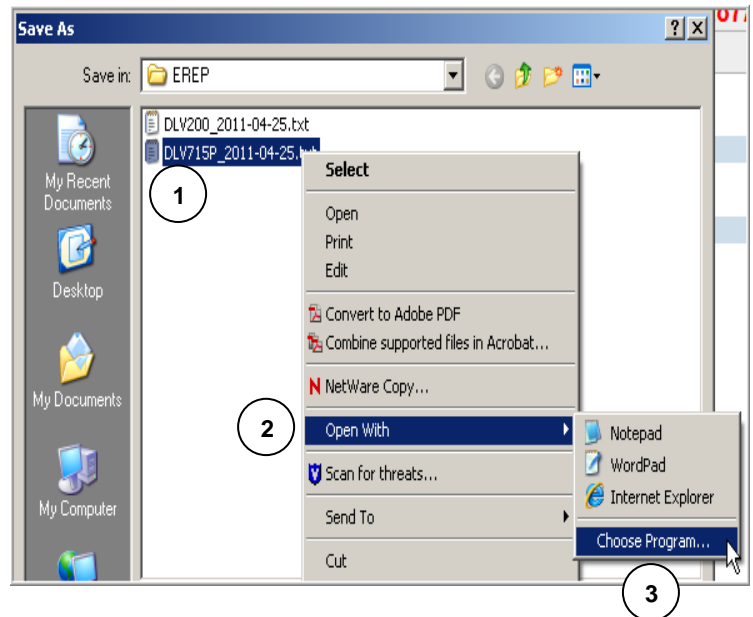 Save As
Save in:
EREP
DLV200_2011-04-25.txt
DLV715P_2011-04-25.txt
1
My Recent
Documents
Desktop
My Documents
My Computer
Select
Open
Print
Edit
Convert to Adobe PDF
Combine supported files in Acrobat...
NetWare Copy...
2
Open With
Scan for threats...
Send To
Cut
Notepad
WordPad
Internet Explorer
Choose Program...
3